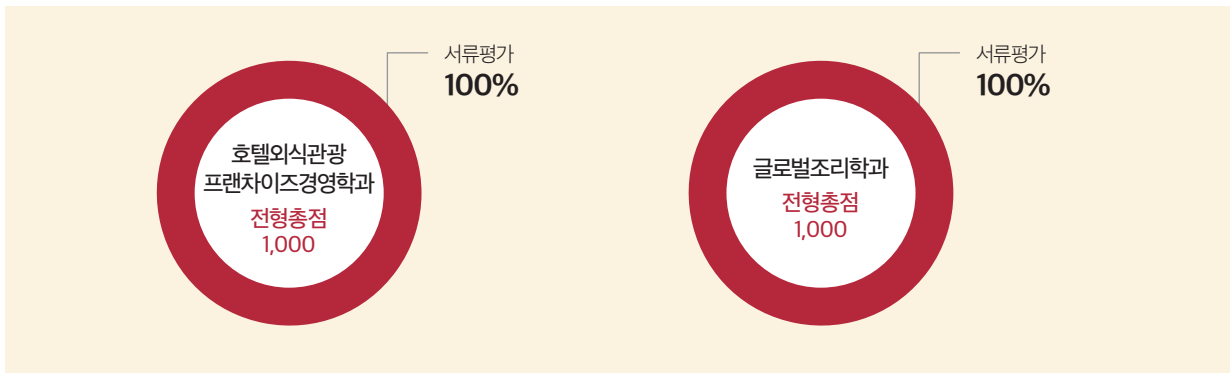 서류평가
100%
호텔외식관광
프랜차이즈경영학과
전형총점
1,000
서류평가
100%
글로벌조리학과
전형총점
1,000